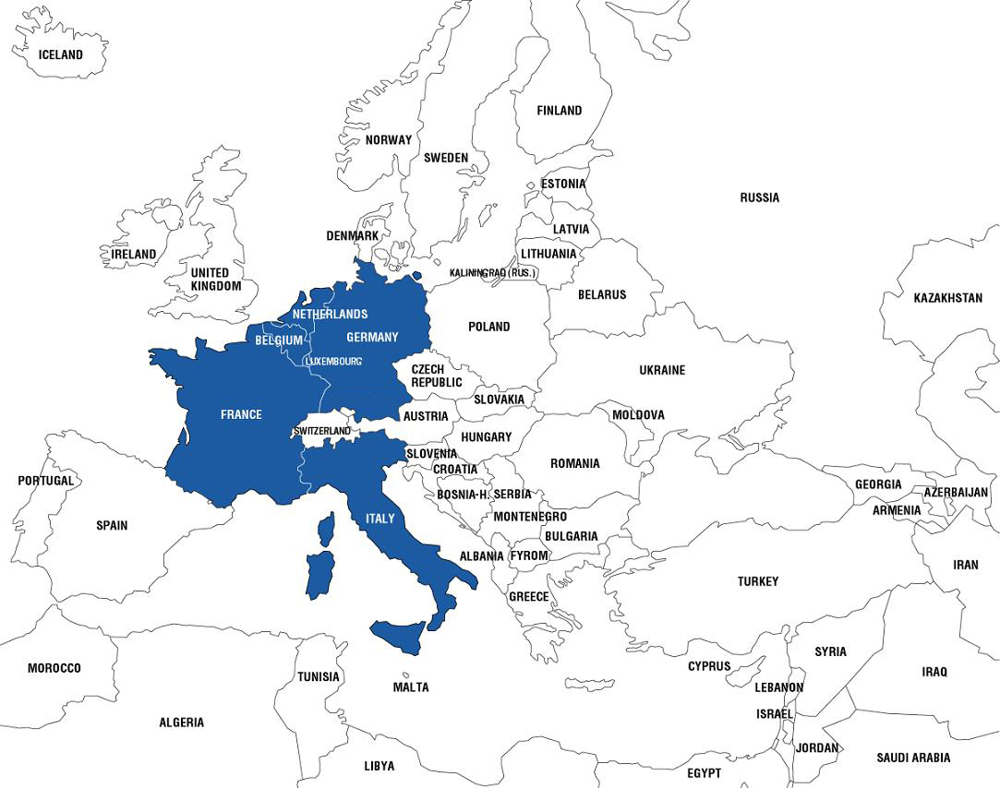 ICELAND
FINLAND
NORWAY
SWEDEN
ESTONIA
RUSSIA
LATVIA
DENMARK
LITHUANIA
IRELAND
UNITED
KINGDOM
KALININGRAD (RUS.)
BELARUS
KAZAKHSTAN
NETHERLANDS
POLAND
GERMANY
BELGIUM
LUXEMBOURG
CZECH
REPUBLIC
UKRAINE
SLOVAKIA
FRANCE
AUSTRIA
MOLDOVA
SWITZERLAND
HUNGARY
SLOVENIA
ROMANIA
CROATIA
PORTUGAL
GEORGIA
AZERBAIJAN
BOSNIA-H.
SERBIA
ARMENIA
ITALY
MONTENEGRO
SPAIN
BULGARIA
ALBANIA
FYROM
IRAN
TURKEY
GREECE
SYRIA
MOROCCO
CYPRUS
IRAQ
TUNISIA
MALTA
LEBANON
ISRAEL
ALGERIA
JORDAN
SAUDI ARABIA
LIBYA
EGYPT